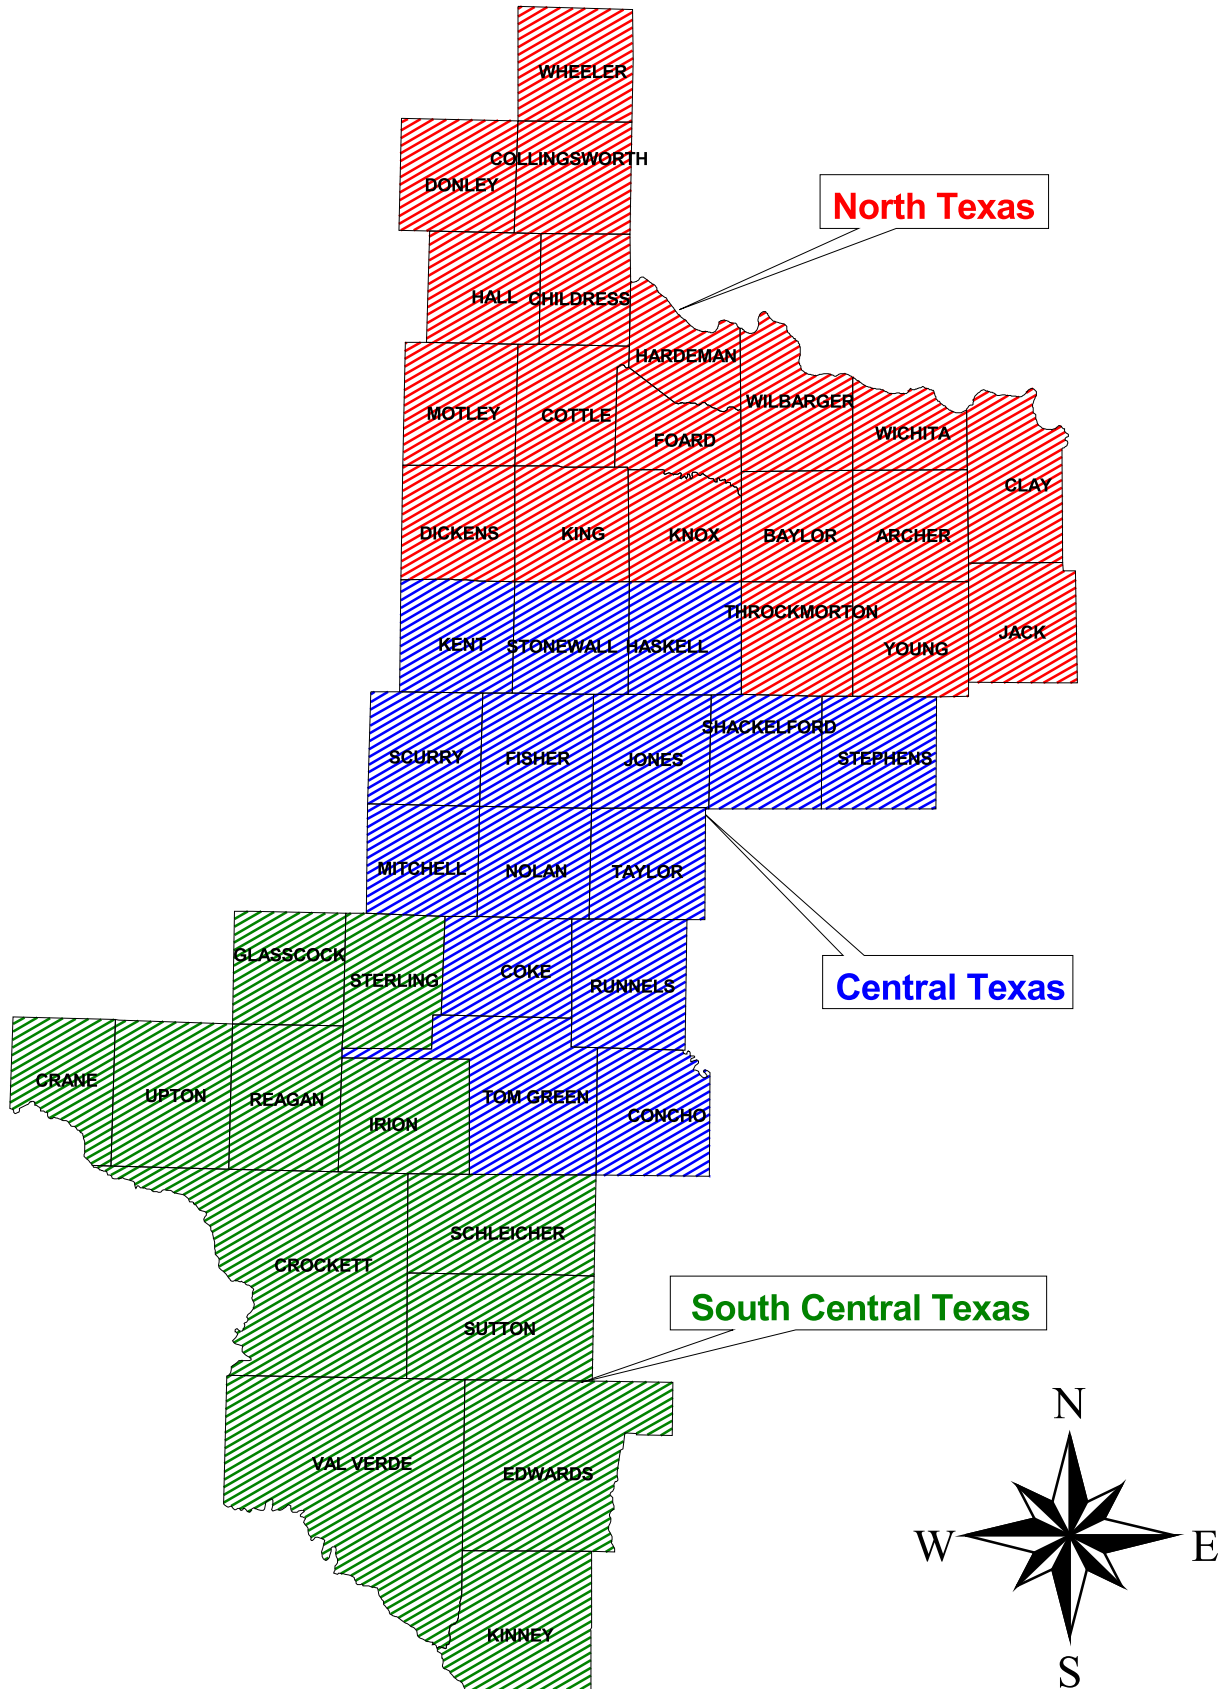 WHEELER
COLLINGSWORTH
DONLEY
North Texas
HALL
CHILDRESS
HARDEMAN
WILBARGER
MOTLEY
COTTLE
FOARD
WICHITA
CLAY
DICKENS
KING
KNOX
BAYLOR
ARCHER
THROCKMORTON
KENT
STONEWALL
HASKELL
YOUNG
JACK
SHACKELFORD
SCURRY
FISHER
JONES
STEPHENS
MITCHELL
NOLAN
TAYLOR
GLASSCOCK
STERLING
COKE
RUNNELS
Central Texas
CRANE
UPTON
REAGAN
IRION
TOM GREEN
CONCHO
SCHLEICHER
CROCKETT
SUTTON
South Central Texas
VAL VERDE
EDWARDS
KINNEY
N
W
E
S